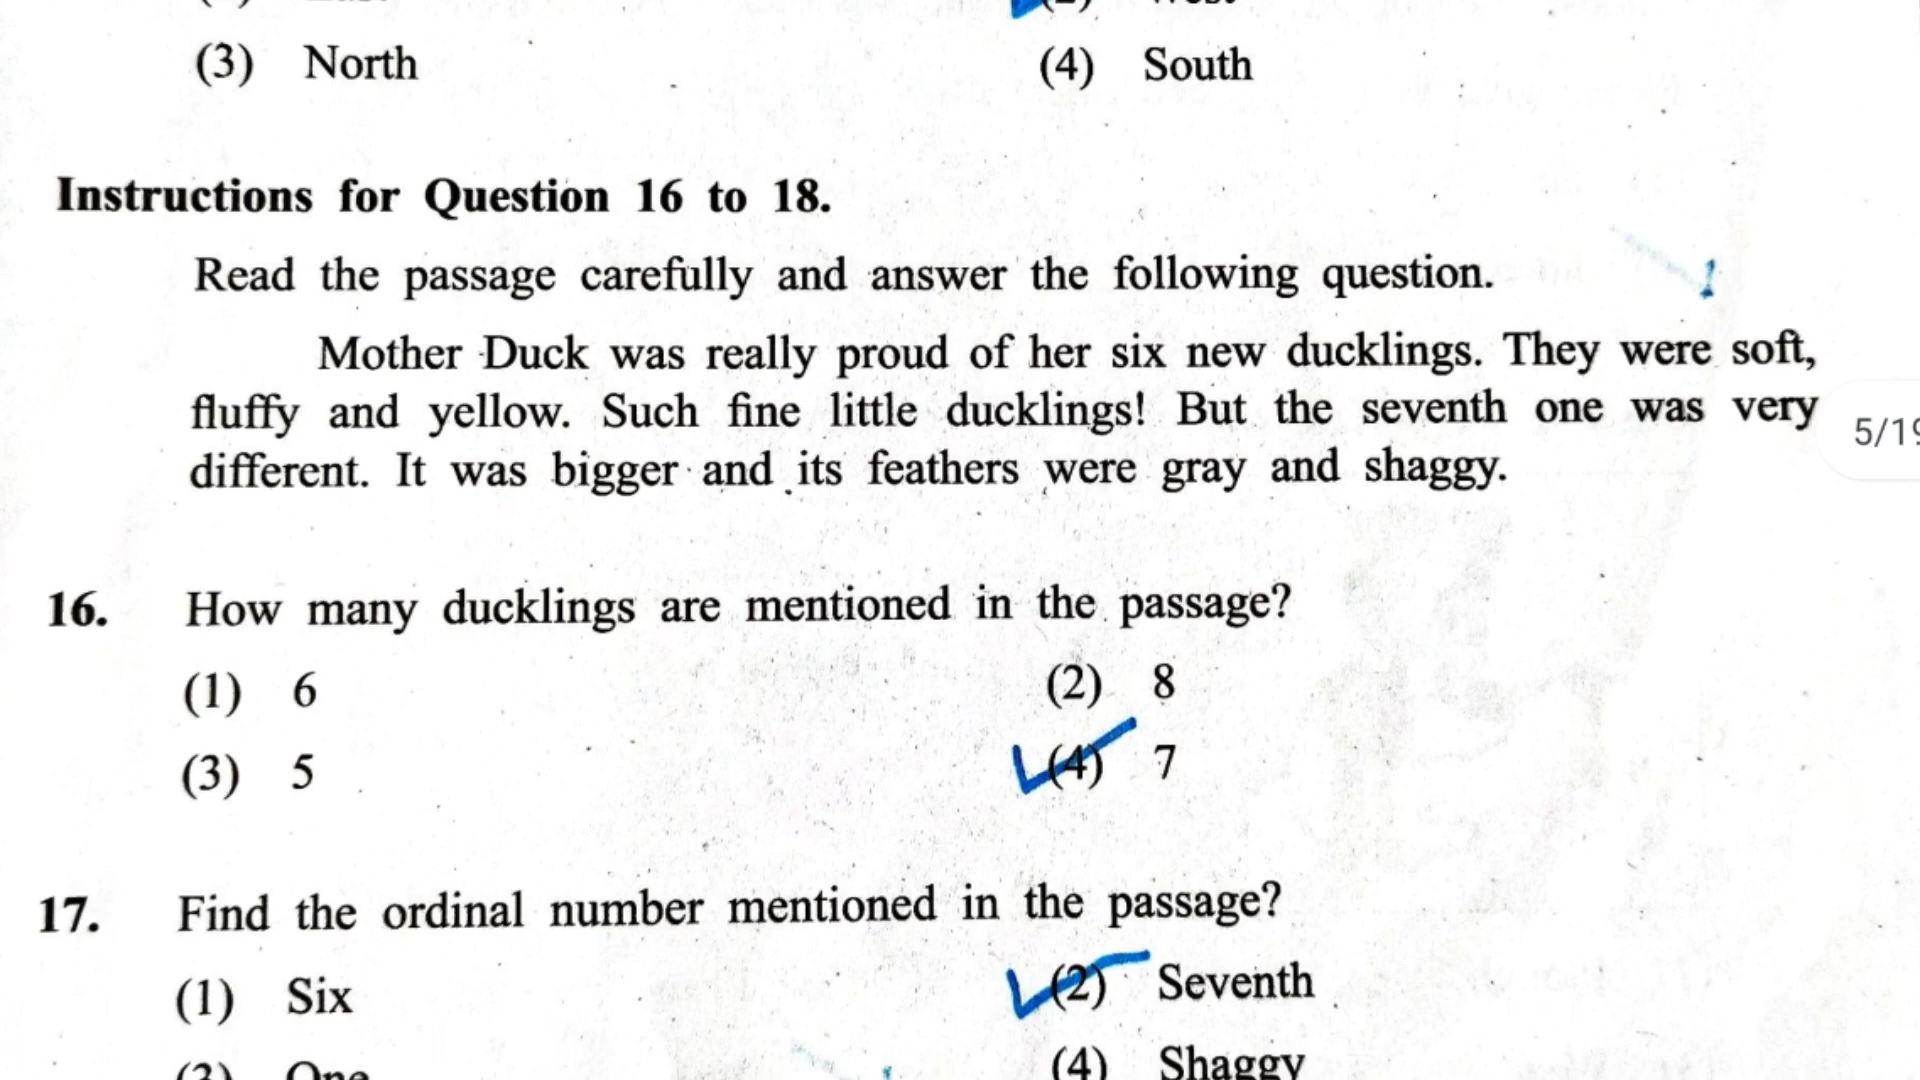 (3) North (4) South
Instructions for Question 16 to 18.
Read the passage carefully and answer the following question.
Mother Duck was really proud of her six new ducklings. They were soft,
fluffy and yellow. Such fine little ducklings! But the seventh one was very
different. It was bigger and its feathers were gray and shaggy.
5/19
16. How many ducklings are mentioned in the passage?
(1) 6 (2) 8
(3) 5 (4) 7
17. Find the ordinal number mentioned in the passage?
(1) Six (2) Seventh
(3) One (4) Shaggy